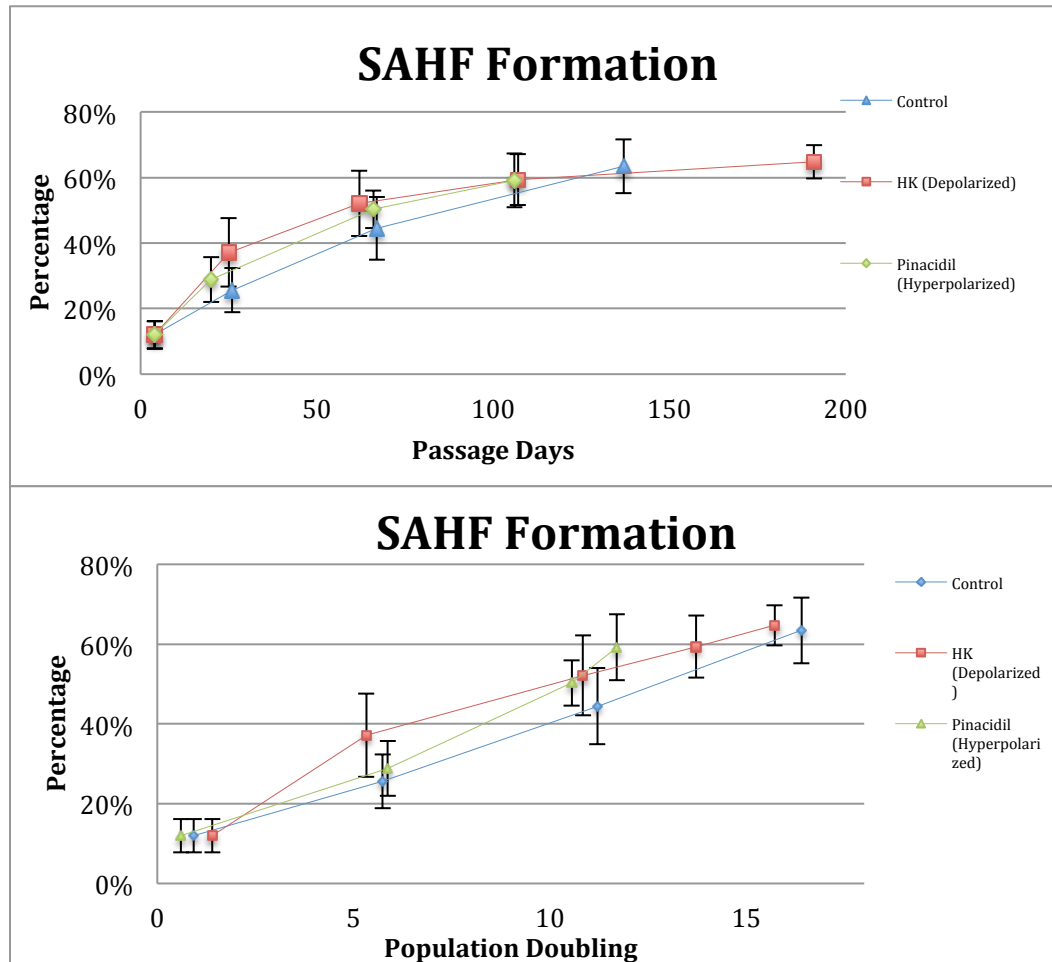 SAHF Formation
80%
60%
40%
20%
0%
Percentage
0 50 100 150 200
Passage Days
Control
HK (Depolarized)
Pinacidil
(Hyperpolarized)
SAHF Formation
80%
60%
40%
20%
0%
Percentage
0 5 10 15
Population Doubling
Control
HK
(Depolarized
)
Pinacidil
(Hyperpolari
zed)